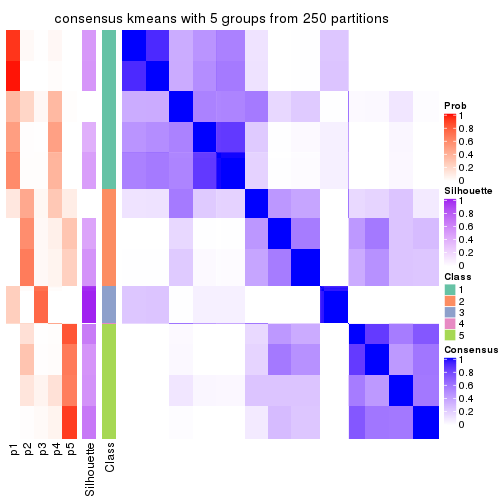 consensus kmeans with 5 groups from 250 partitions
Prob
1
0.8
0.6
0.4
0.2
0
Silhouette
1
0.8
0.6
0.4
0.2
0
Class
1
2
3
4
5
Consensus
1
0.8
0.6
0.4
0.2
0
p1
p2
p3
p4
p5
Silhouette
Class